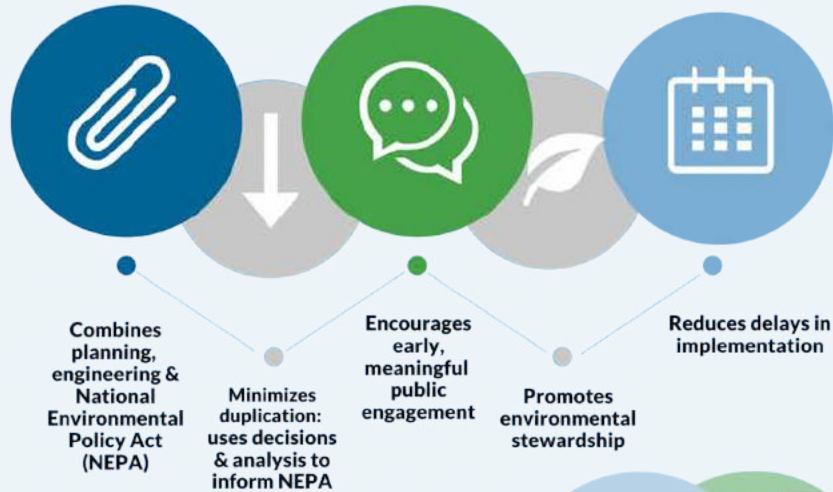 Combines
planning,
engineering &
National
Environmental
Policy Act
(NEPA)
Minimizes
duplication:
uses decisions
& analysis to
inform NEPA
Encourages
early,
meaningful
public
engagement
Promotes
environmental
stewardship
Reduces delays in
implementation